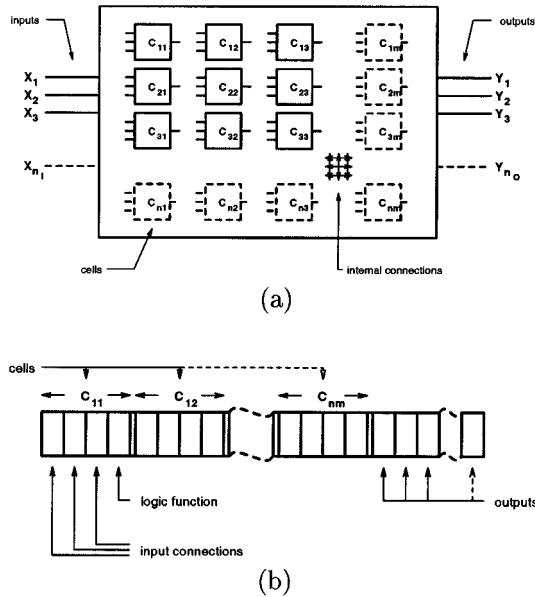 inputs
outputs
C11 C12 C13 C1m
X1 C21 C22 C23 C2m Y1
X2 Y2
X3 C31 C32 C33 C3m Y3
XnI YnO
Cn1 Cn2 Cn3 Cnm
cells internal connections
(a)
cells
C11 C12 Cnm
logic function outputs
input connections
(b)